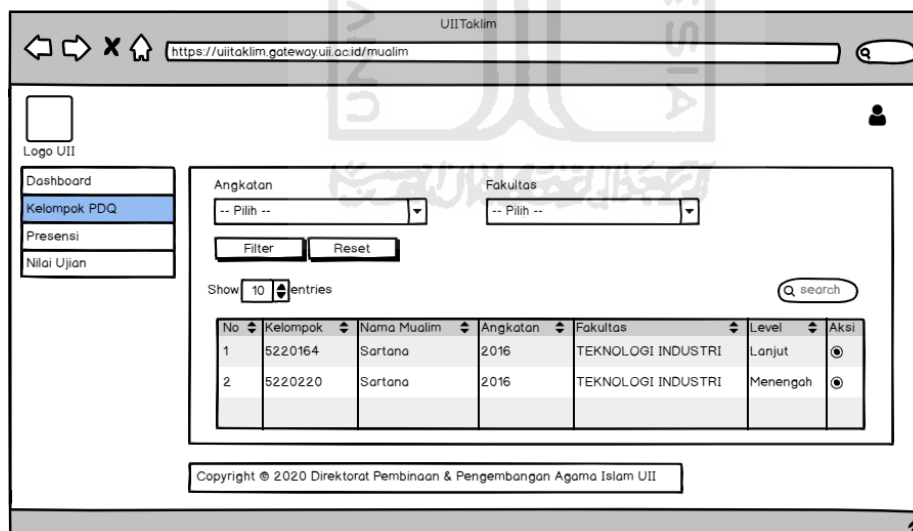 UIITaklim
https://uiitaklim.gateway.uii.ac.id/mualim
Logo UII
Dashboard
Kelompok PDQ
Presensi
Nilai Ujian
Angkatan Fakultas
-- Pilih -- -- Pilih --
Filter Reset
Show 10 entries search
No Kelompok Nama Mualim Angkatan Fakultas Level Aksi
1 5220164 Sartana 2016 TEKNOLOGI INDUSTRI Lanjut
2 5220220 Sartana 2016 TEKNOLOGI INDUSTRI Menengah
Copyright © 2020 Direktorat Pembinaan & Pengembangan Agama Islam UII